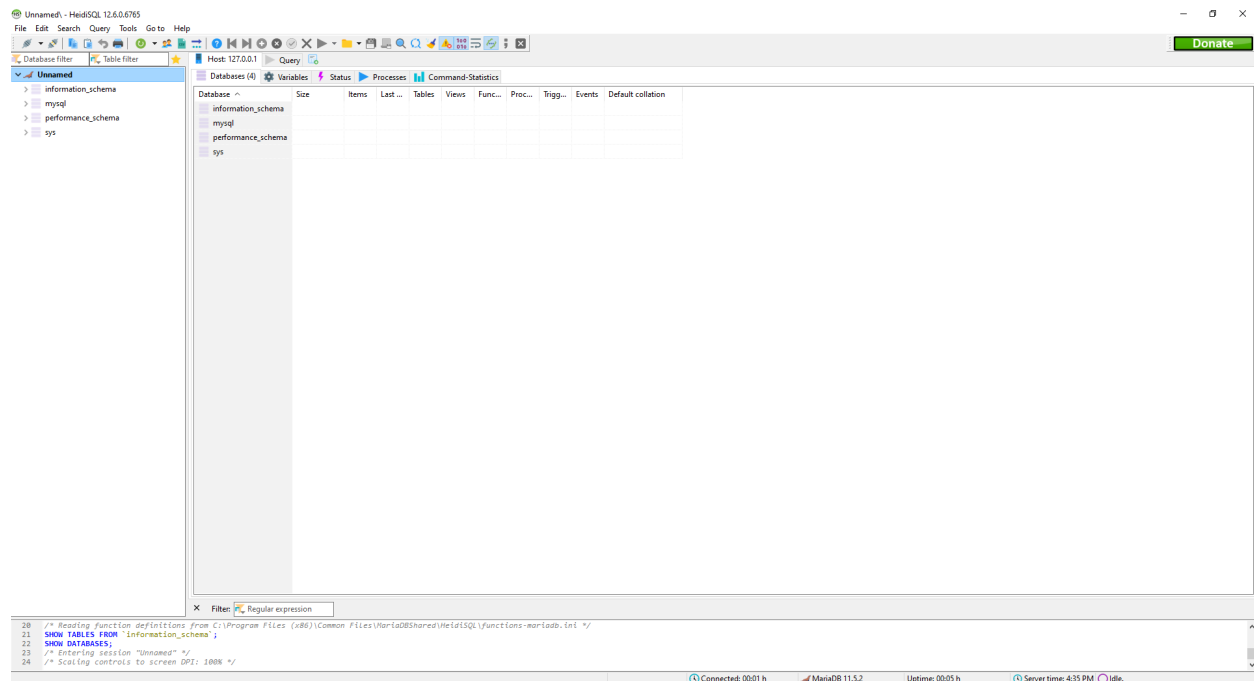 Unnamed\ - HeidiSQL 12.6.0.6765
File Edit Search Query Tools Go to Help
Donate
Database filter Table filter
Host: 127.0.0.1 Query
Unnamed
information_schema
mysql
performance_schema
sys
Databases (4) Variables Status Processes Command-Statistics
Database Size Items Last ... Tables Views Func... Proc... Trigg... Events Default collation
information_schema
mysql
performance_schema
sys
Filter: Regular expression
20 /* Reading function definitions from C:\Program Files (x86)\Common Files\MariaDBShared\HeidiSQL\functions-mariadb.ini */
21 SHOW TABLES FROM `information_schema`;
22 SHOW DATABASES;
23 /* Entering session "Unnamed" */
24 /* Scaling controls to screen DPI: 100% */
Connected: 00:01 h MariaDB 11.5.2 Uptime: 00:05 h Server time: 4:35 PM Idle.